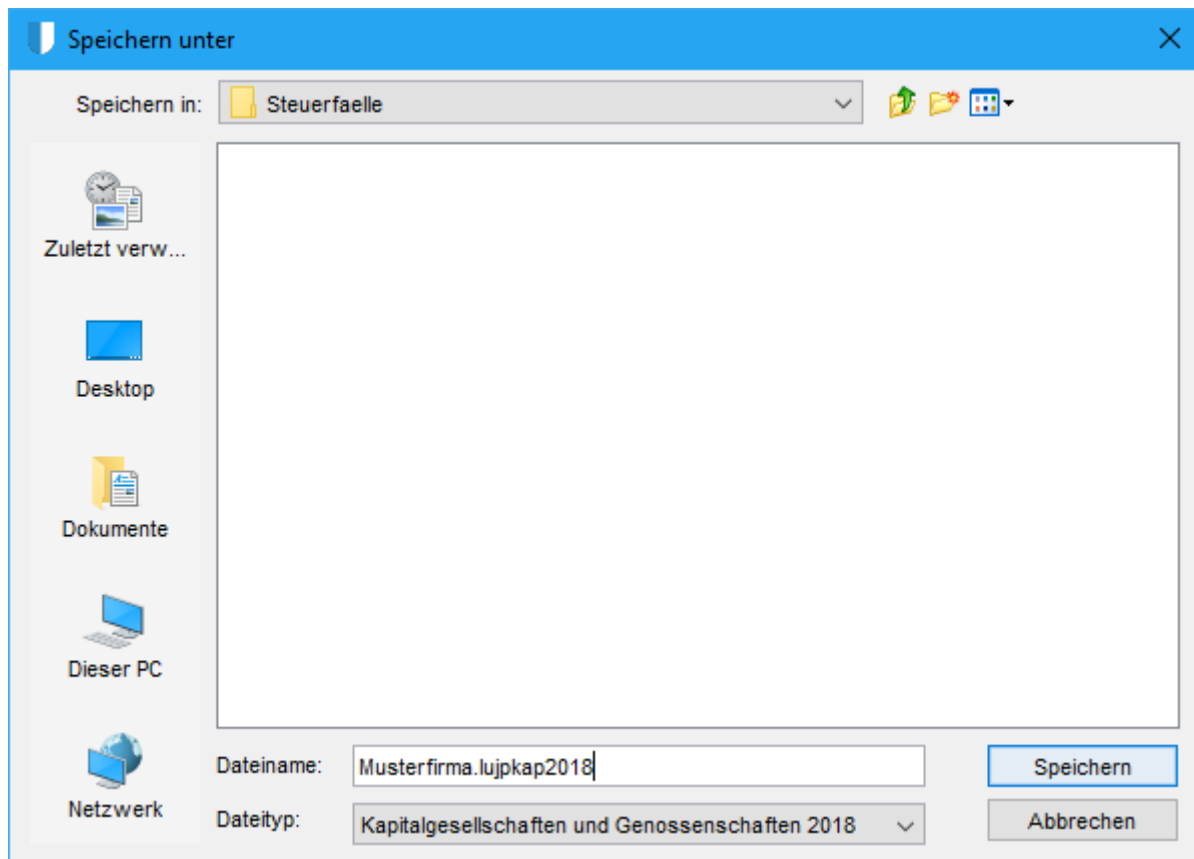 Speichern unter
Speichern in: Steuerfaelle
Zuletzt verw...
Desktop
Dokumente
Dieser PC
Netzwerk
Dateiname: Musterfirma.lujpkap2018 Speichern
Dateityp: Kapitalgesellschaften und Genossenschaften 2018 Abbrechen